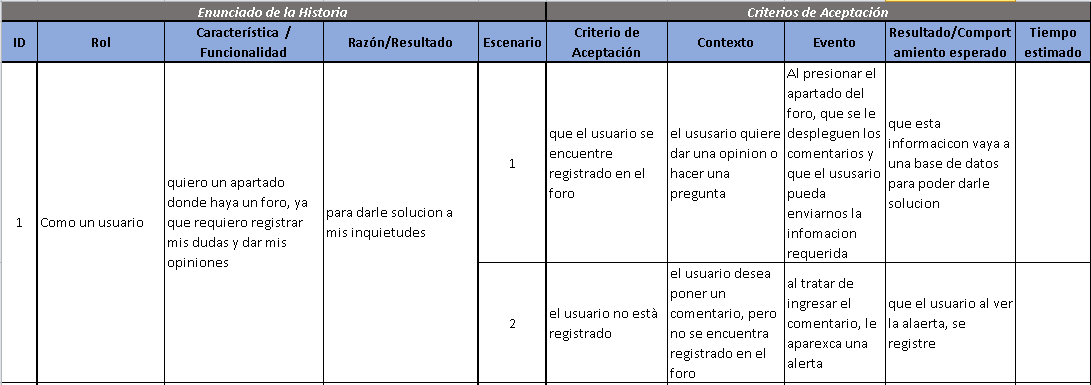 Enunciado de la Historia
Criterios de Aceptación
ID
Rol
Característica /
Funcionalidad
Razón/Resultado
Escenario
Criterio de
Aceptación
Contexto
Evento
Resultado/Comport
amiento esperado
Tiempo
estimado
1
Como un usuario
quiero un apartado
donde haya un foro, ya
que requiero registrar
mis dudas y dar mis
opiniones
para darle solucion a
mis inquietudes
1
que el usuario se
encuentre
registrado en el
foro
el ususario quiere
dar una opinion o
hacer una
pregunta
Al presionar el
apartado del
foro, que se le
despleguen los
comentarios y
que el ususario
pueda
enviarnos la
infomacion
requerida
que esta
informacicon vaya a
una base de datos
para poder darle
solucion
2
el usuario no està
registrado
el usuario desea
poner un
comentario, pero
no se encuentra
registrado en el
foro
al tratar de
ingresar el
comentario, le
aparexca una
alerta
que el usuario al ver
la alaerta, se
registre